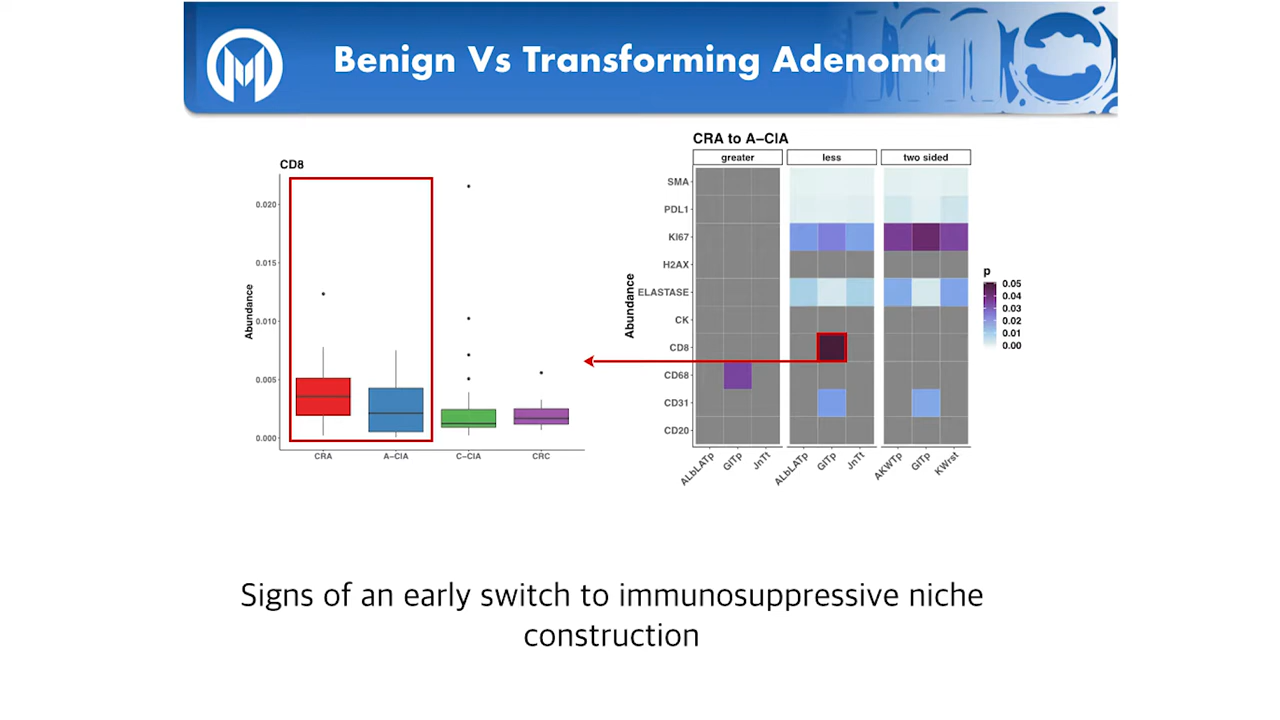 Benign Vs Transforming Adenoma
CD8
Abundance
0.020
0.015
0.010
0.005
0.000
CRA
A−CIA
C−CIA
CRC
CRA to A−CIA
greater
less
two sided
Abundance
SMA
PDL1
KI67
H2AX
ELASTASE
CK
CD8
CD68
CD31
CD20
ALbLATp
GlTp
JnTt
ALbLATp
GlTp
JnTt
AKWTp
GlTp
KWrst
p
0.05
0.04
0.03
0.02
0.01
0.00
Signs of an early switch to immunosuppressive niche
construction